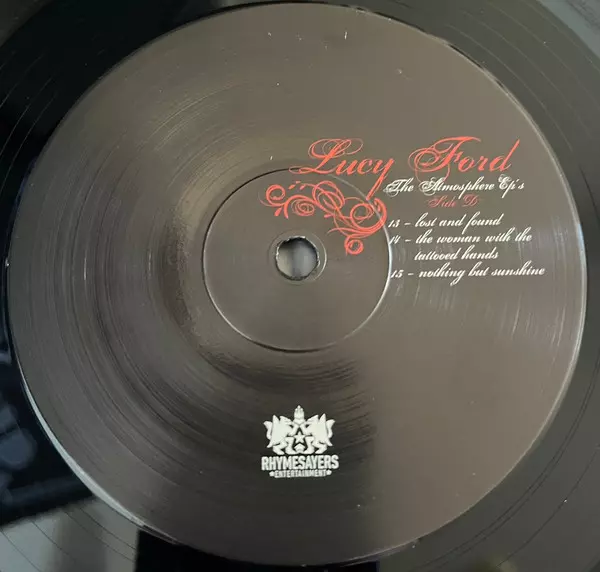 Lucy Ford
The Atmosphere Ep's
Side D
13 - lost and found
14 - the woman with the
tattooed hands
15 - nothing but sunshine
RHYMESAYERS
ENTERTAINMENT